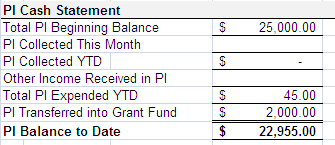 PI Cash Statement
Total PI Beginning Balance $ 25,000.00
PI Collected This Month
PI Collected YTD $ -
Other Income Received in PI
Total PI Expended YTD $ 45.00
PI Transferred into Grant Fund $ 2,000.00
PI Balance to Date $ 22,955.00